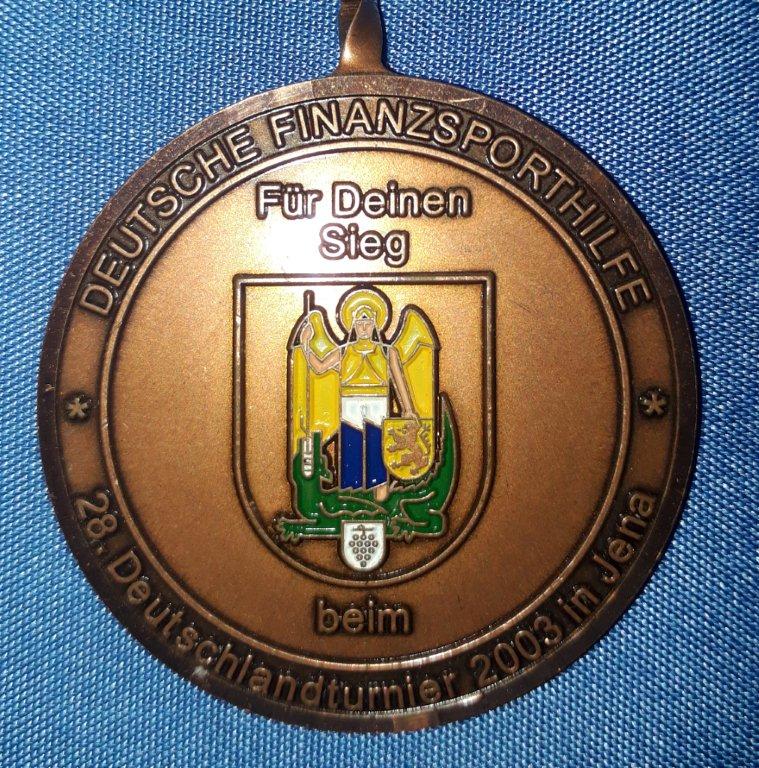 DEUTSCHE FINANZSPORTHILFE
Für Deinen
Sieg
beim
* 28. Deutschlandturnier 2003 in Jena *